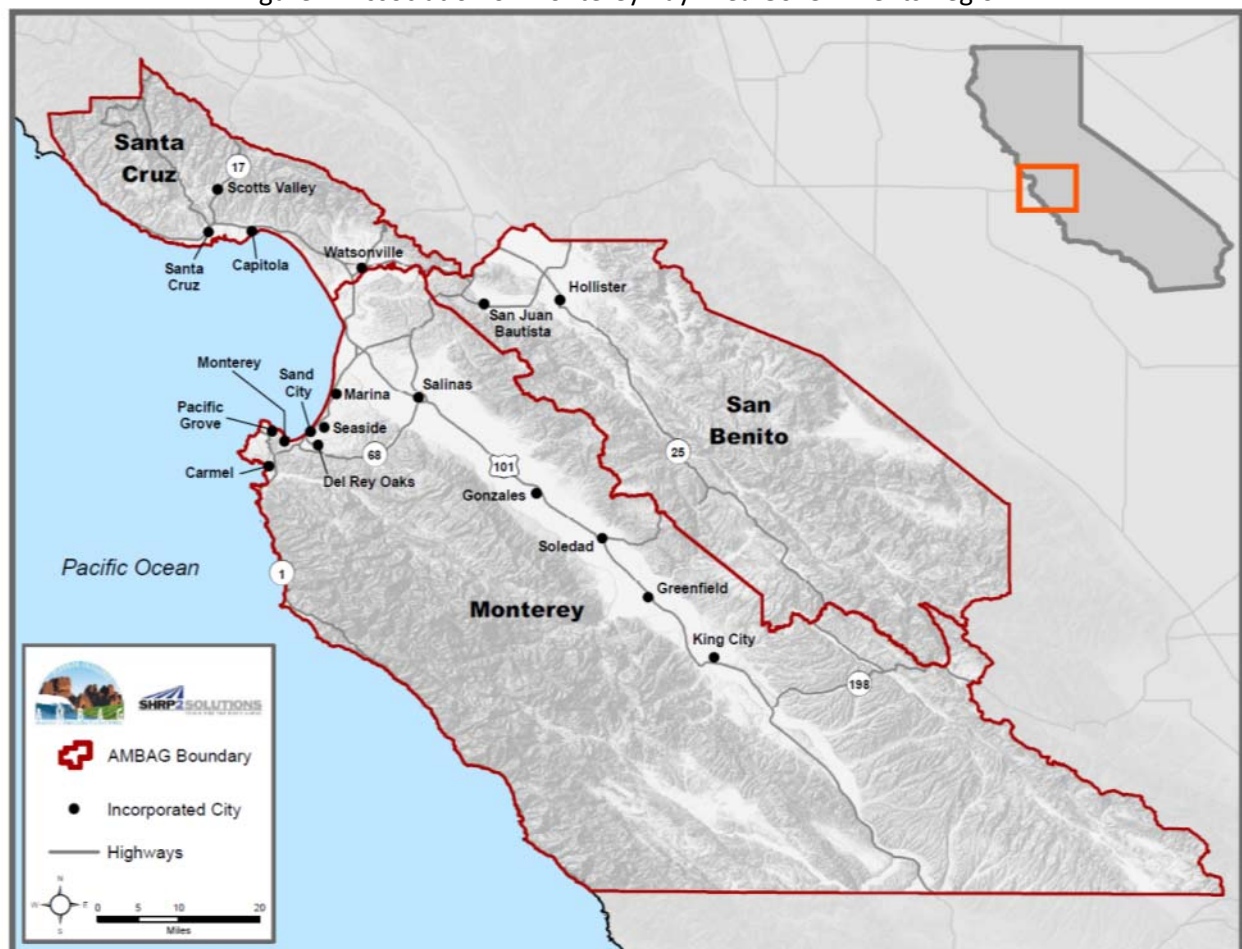 Santa
Cruz
17
Scotts Valley
Santa
Cruz
Capitola
Watsonville
Hollister
San Juan
Bautista
Monterey
Sand
City
Marina
Salinas
Pacific
Grove
Seaside
San
Benito
68
Carmel
Del Rey Oaks
101
25
Gonzales
Soledad
Pacific Ocean
1
Greenfield
Monterey
King City
198
SHRP2SOLUTIONS
AMBAG Boundary
Incorporated City
Highways
N
W
E
S
0 5 10 20
Miles